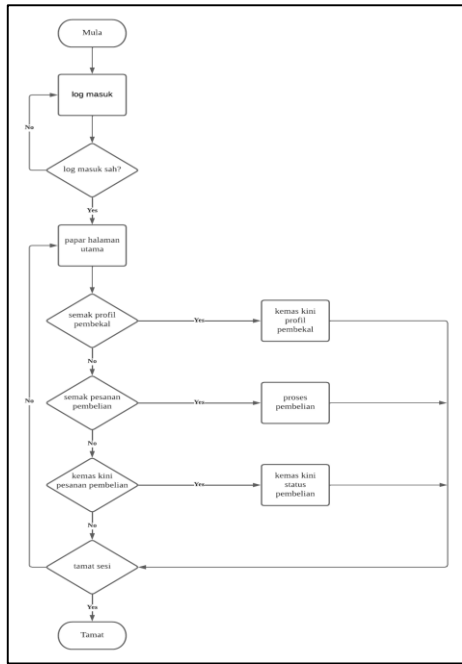 Mula
log masuk
No
log masuk sah?
Yes
papar halaman
utama
semak profil
pembekal
Yes
kemas kini
profil
pembekal
No
semak pesanan
pembelian
Yes
proses
pembelian
No
No
kemas kini
pesanan pembelian
Yes
kemas kini
status
pembelian
No
tamat sesi
Yes
Tamat